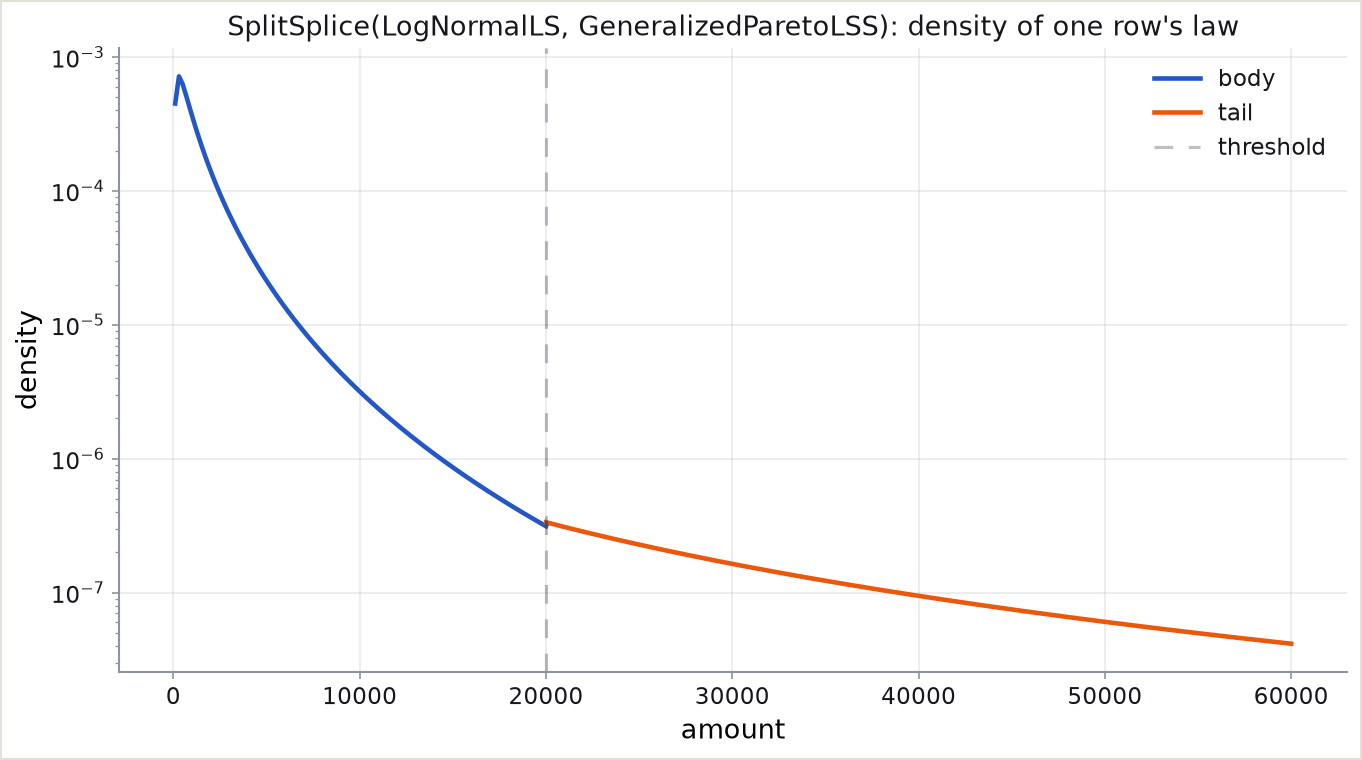 SplitSplice(LogNormalLS, GeneralizedParetoLSS): density of one row's law
body
tail
threshold
density
10⁻³
10⁻⁴
10⁻⁵
10⁻⁶
10⁻⁷
0 10000 20000 30000 40000 50000 60000
amount